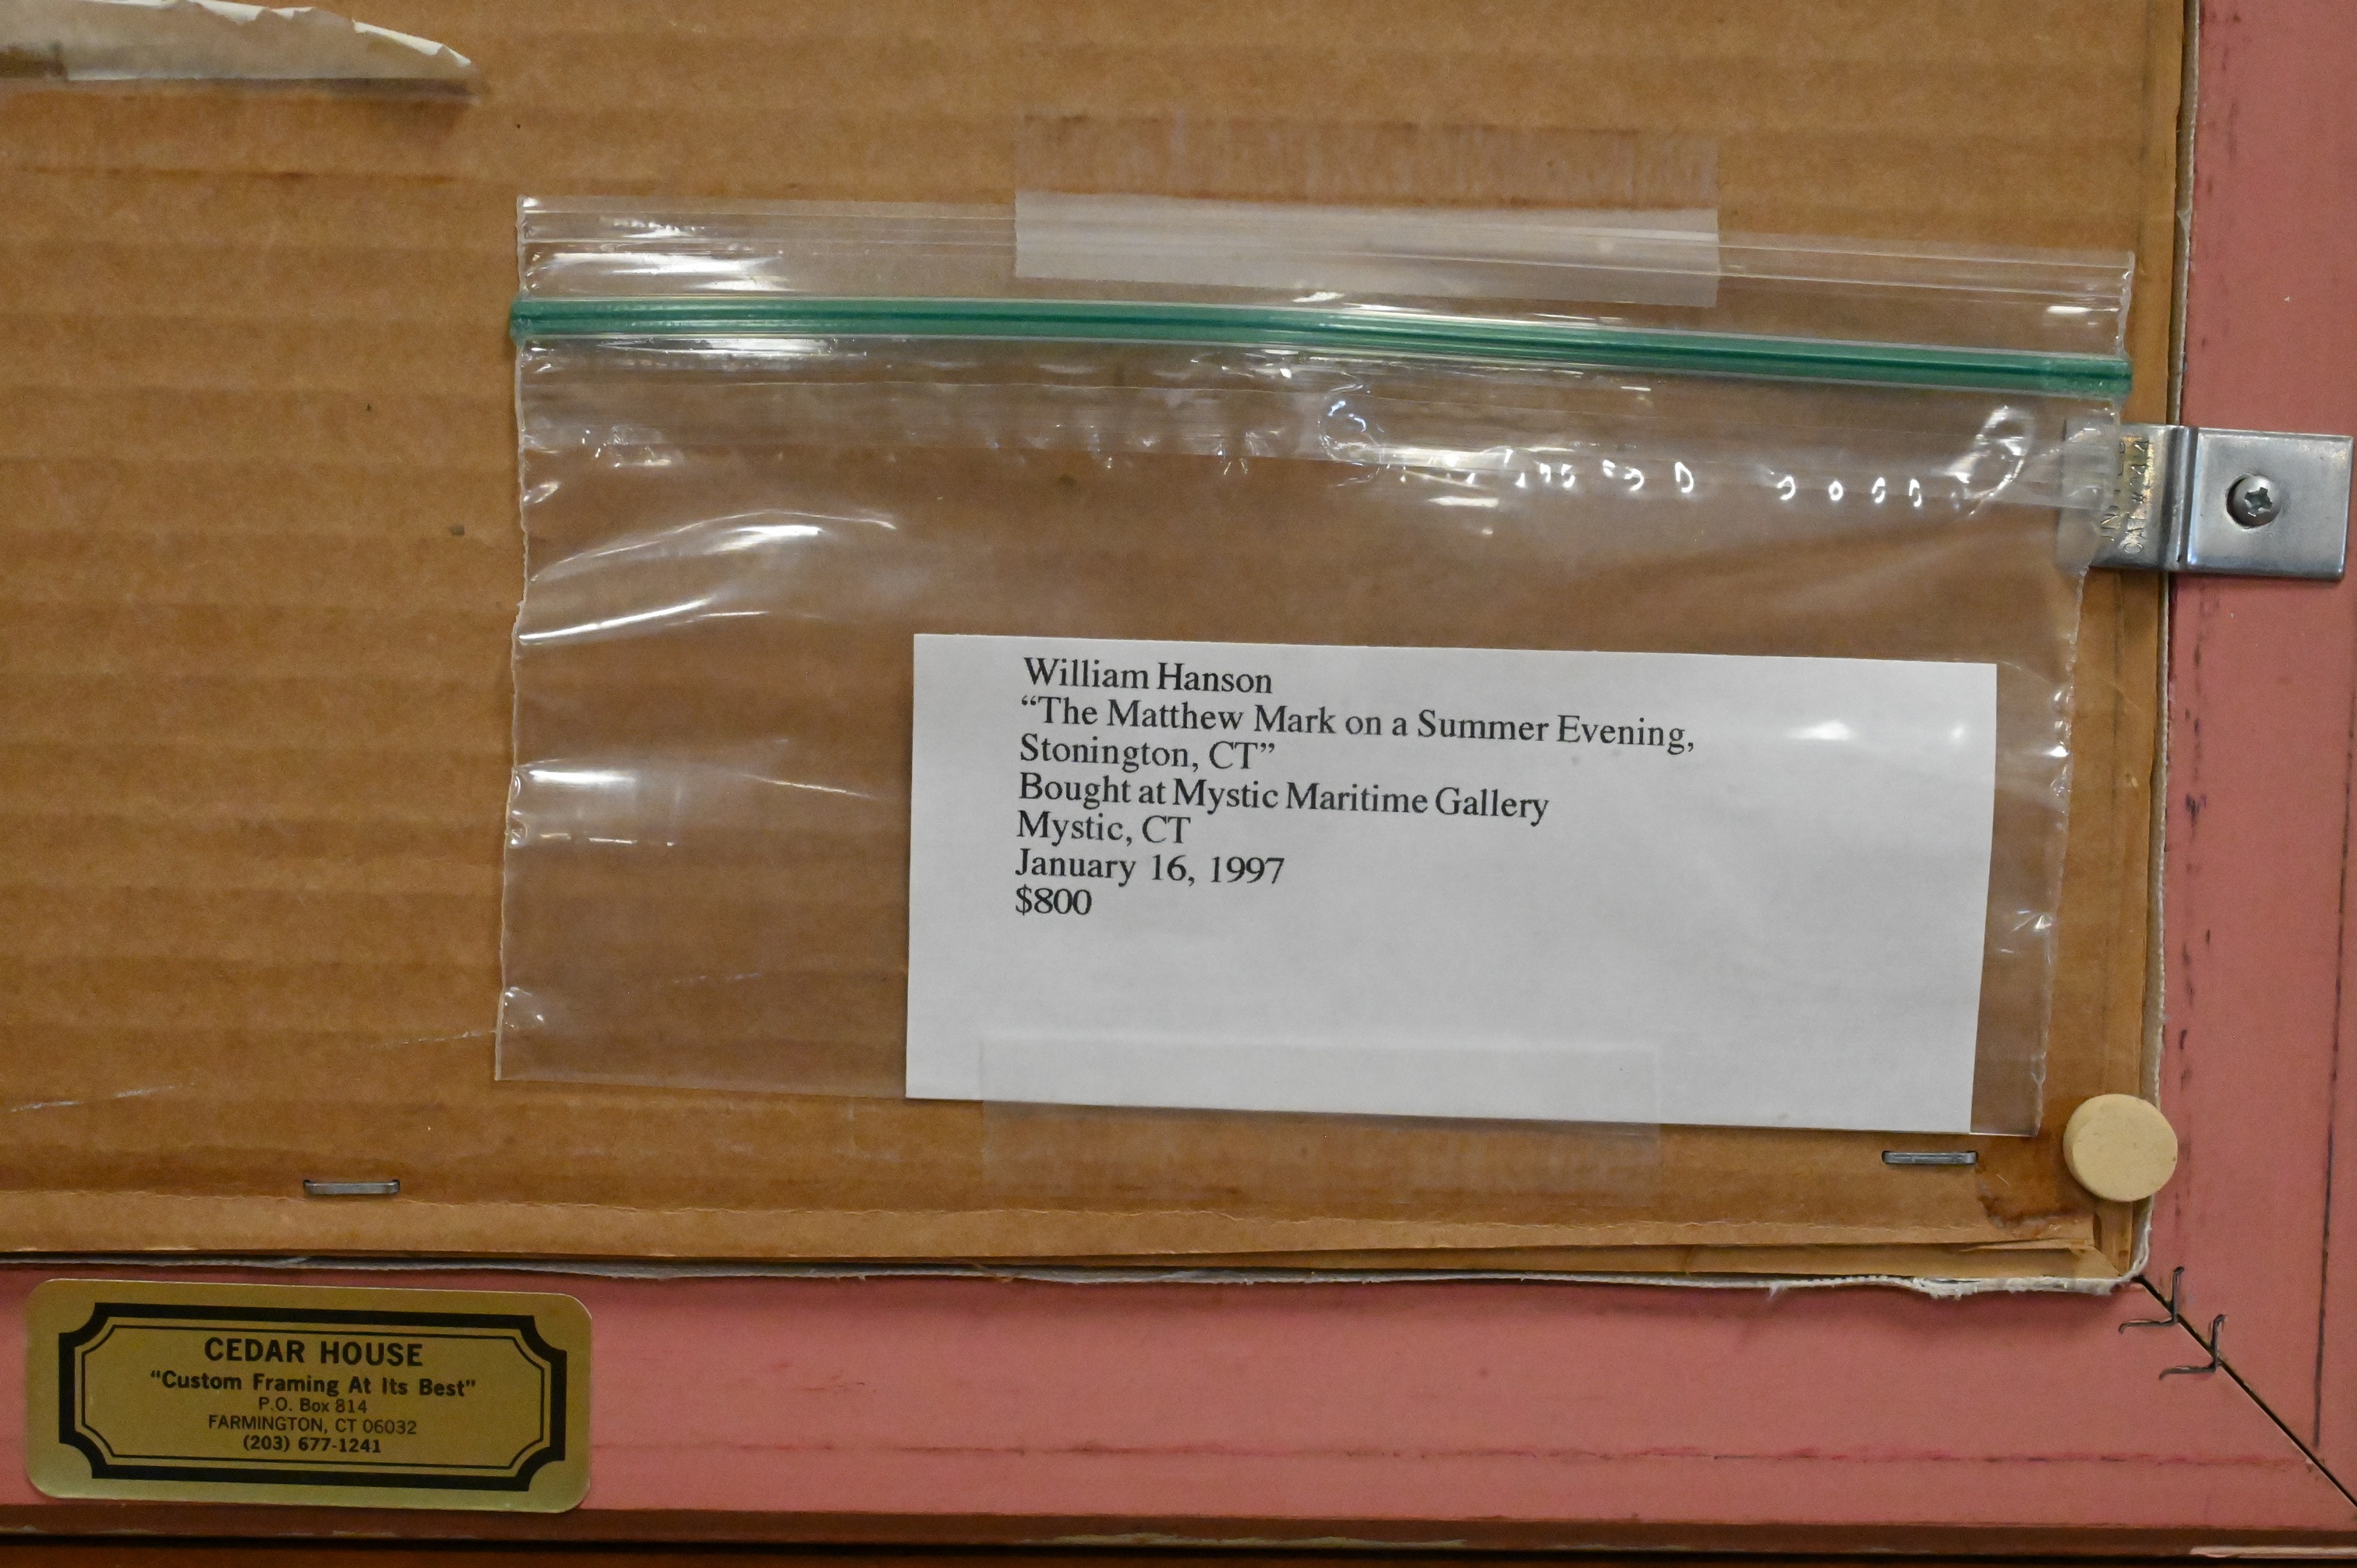 William Hanson
“The Matthew Mark on a Summer Evening,
Stonington, CT”
Bought at Mystic Maritime Gallery
Mystic, CT
January 16, 1997
$800
CEDAR HOUSE
"Custom Framing At Its Best"
P.O. Box 814
FARMINGTON, CT 06032
(203) 677-1241